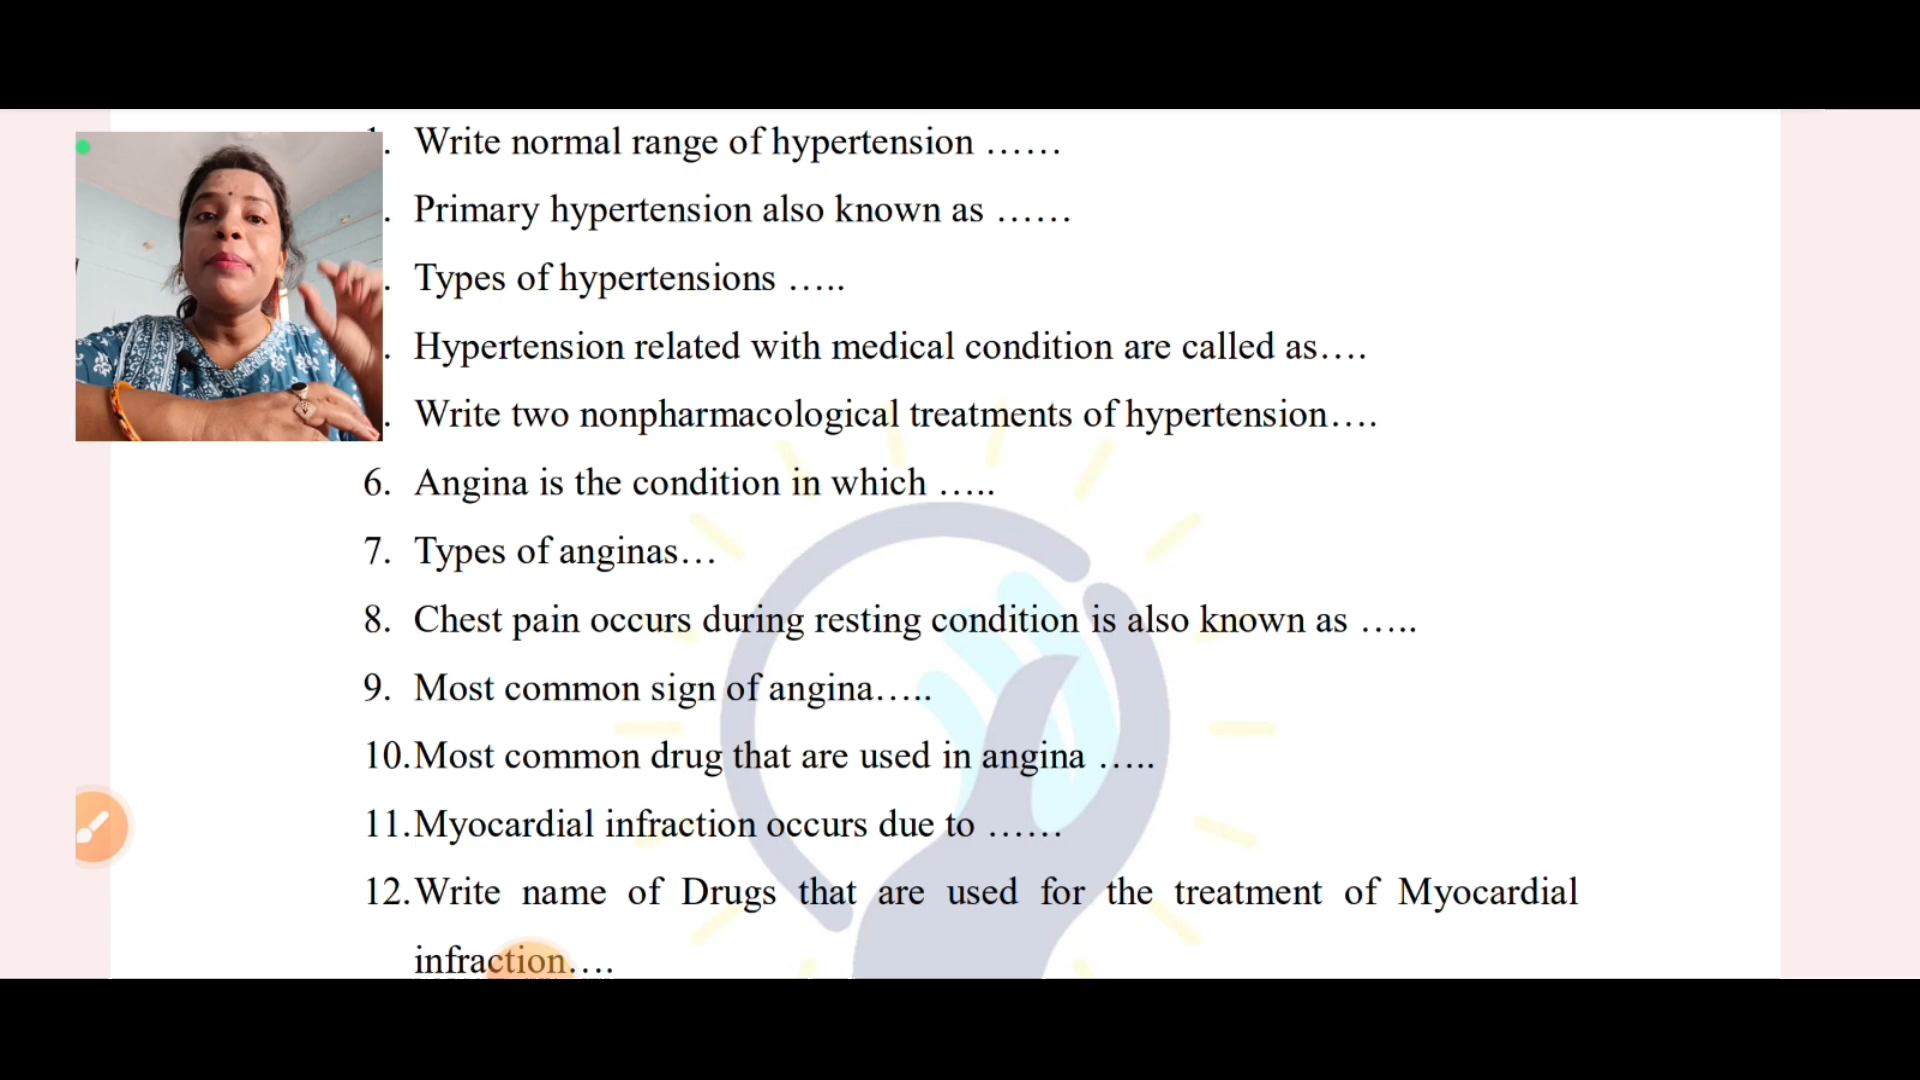 . Write normal range of hypertension ……
. Primary hypertension also known as ……
. Types of hypertensions …..
. Hypertension related with medical condition are called as….
. Write two nonpharmacological treatments of hypertension….
6. Angina is the condition in which …..
7. Types of anginas…
8. Chest pain occurs during resting condition is also known as …..
9. Most common sign of angina…..
10.Most common drug that are used in angina …..
11.Myocardial infraction occurs due to ……
12.Write name of Drugs that are used for the treatment of Myocardial
infraction….